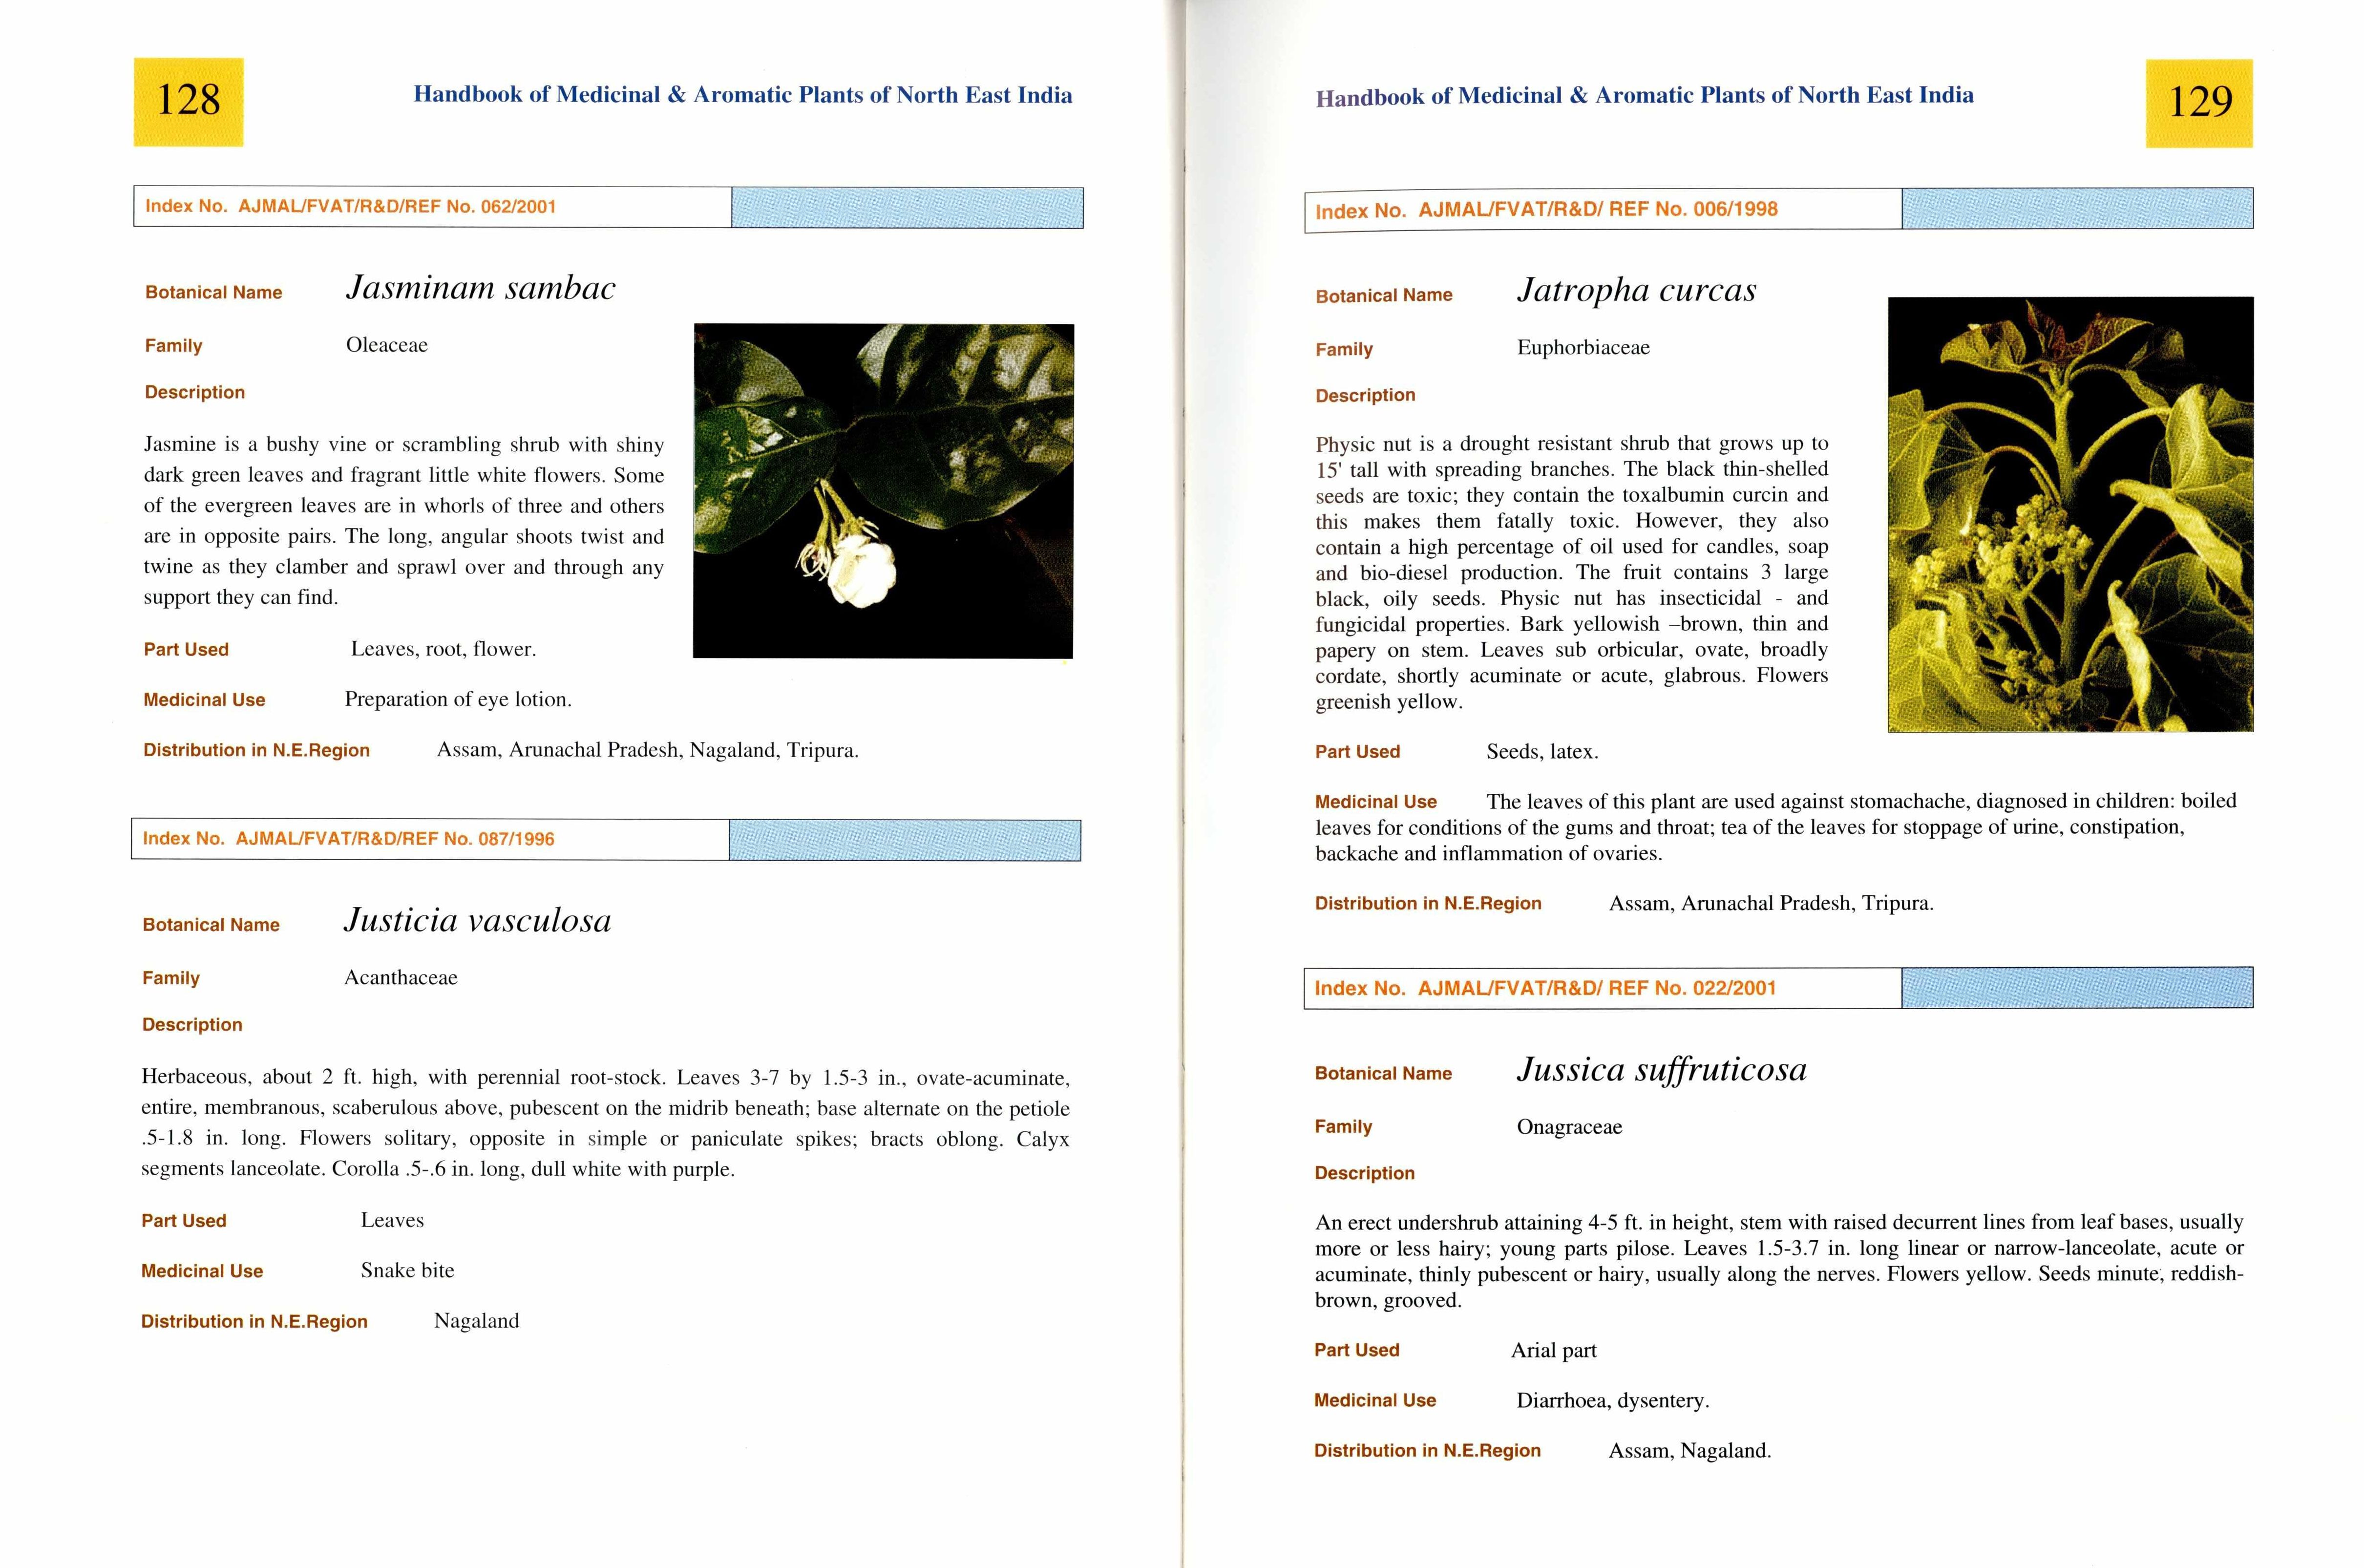 128
Handbook of Medicinal & Aromatic Plants of North East India
Index No. AJMAL/FVAT/R&D/REF No. 062/2001
Botanical Name Jasminam sambac
Family Oleaceae
Description
Jasmine is a bushy vine or scrambling shrub with shiny
dark green leaves and fragrant little white flowers. Some
of the evergreen leaves are in whorls of three and others
are in opposite pairs. The long, angular shoots twist and
twine as they clamber and sprawl over and through any
support they can find.
Part Used Leaves, root, flower.
Medicinal Use Preparation of eye lotion.
Distribution in N.E.Region Assam, Arunachal Pradesh, Nagaland, Tripura.
Index No. AJMAL/FVAT/R&D/REF No. 087/1996
Botanical Name Justicia vasculosa
Family Acanthaceae
Description
Herbaceous, about 2 ft. high, with perennial root-stock. Leaves 3-7 by 1.5-3 in., ovate-acuminate,
entire, membranous, scaberulous above, pubescent on the midrib beneath; base alternate on the petiole
.5-1.8 in. long. Flowers solitary, opposite in simple or paniculate spikes; bracts oblong. Calyx
segments lanceolate. Corolla .5-.6 in. long, dull white with purple.
Part Used Leaves
Medicinal Use Snake bite
Distribution in N.E.Region Nagaland
Handbook of Medicinal & Aromatic Plants of North East India
129
Index No. AJMAL/FVAT/R&D/ REF No. 006/1998
Botanical Name Jatropha curcas
Family Euphorbiaceae
Description
Physic nut is a drought resistant shrub that grows up to
15' tall with spreading branches. The black thin-shelled
seeds are toxic; they contain the toxalbumin curcin and
this makes them fatally toxic. However, they also
contain a high percentage of oil used for candles, soap
and bio-diesel production. The fruit contains 3 large
black, oily seeds. Physic nut has insecticidal - and
fungicidal properties. Bark yellowish –brown, thin and
papery on stem. Leaves sub orbicular, ovate, broadly
cordate, shortly acuminate or acute, glabrous. Flowers
greenish yellow.
Part Used Seeds, latex.
Medicinal Use The leaves of this plant are used against stomachache, diagnosed in children: boiled
leaves for conditions of the gums and throat; tea of the leaves for stoppage of urine, constipation,
backache and inflammation of ovaries.
Distribution in N.E.Region Assam, Arunachal Pradesh, Tripura.
Index No. AJMAL/FVAT/R&D/ REF No. 022/2001
Botanical Name Jussica suffruticosa
Family Onagraceae
Description
An erect undershrub attaining 4-5 ft. in height, stem with raised decurrent lines from leaf bases, usually
more or less hairy; young parts pilose. Leaves 1.5-3.7 in. long linear or narrow-lanceolate, acute or
acuminate, thinly pubescent or hairy, usually along the nerves. Flowers yellow. Seeds minute, reddish-
brown, grooved.
Part Used Arial part
Medicinal Use Diarrhoea, dysentery.
Distribution in N.E.Region Assam, Nagaland.